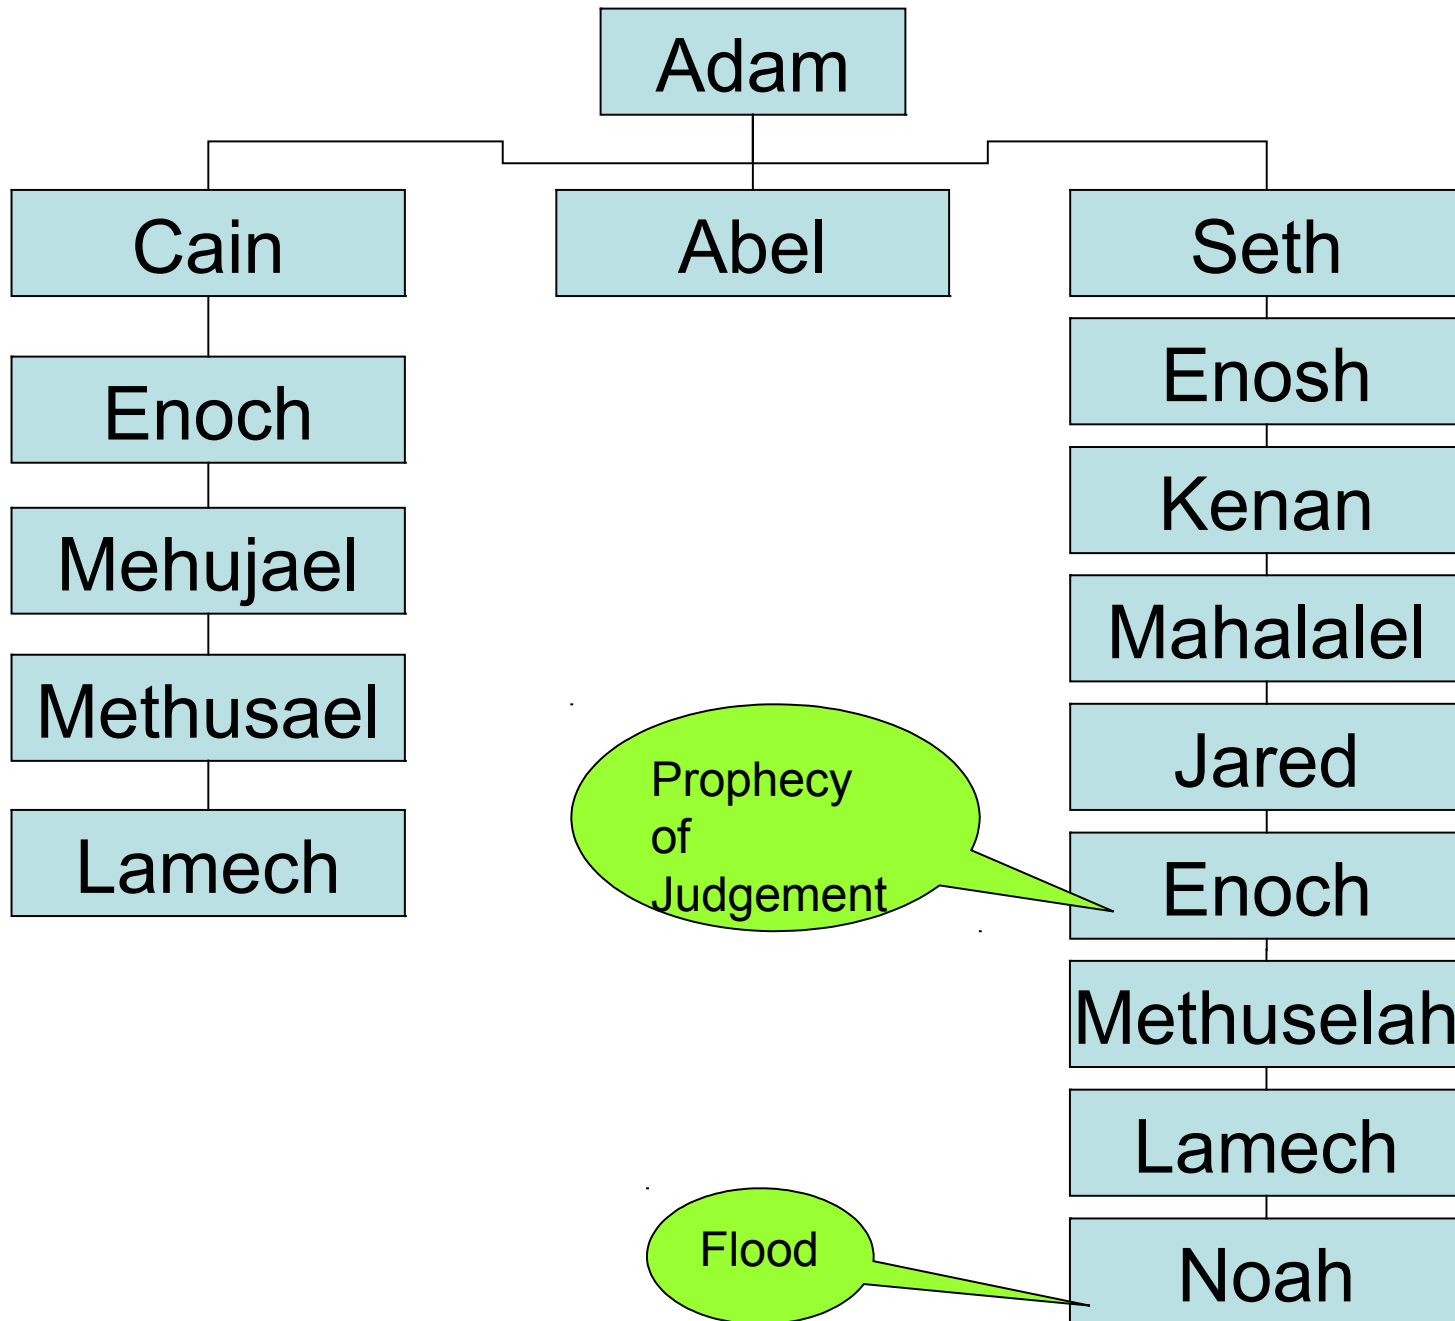 Adam
Cain
Abel
Seth
Enosh
Enoch
Kenan
Mehujael
Mahalalel
Methusael
Jared
Prophecy
of
Judgement
Lamech
Enoch
Methuselah
Lamech
Flood
Noah